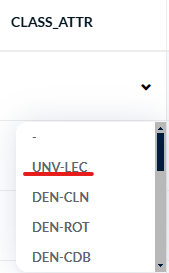 CLASS_ATTR
-
UNV-LEC
DEN-CLN
DEN-ROT
DEN-CDB